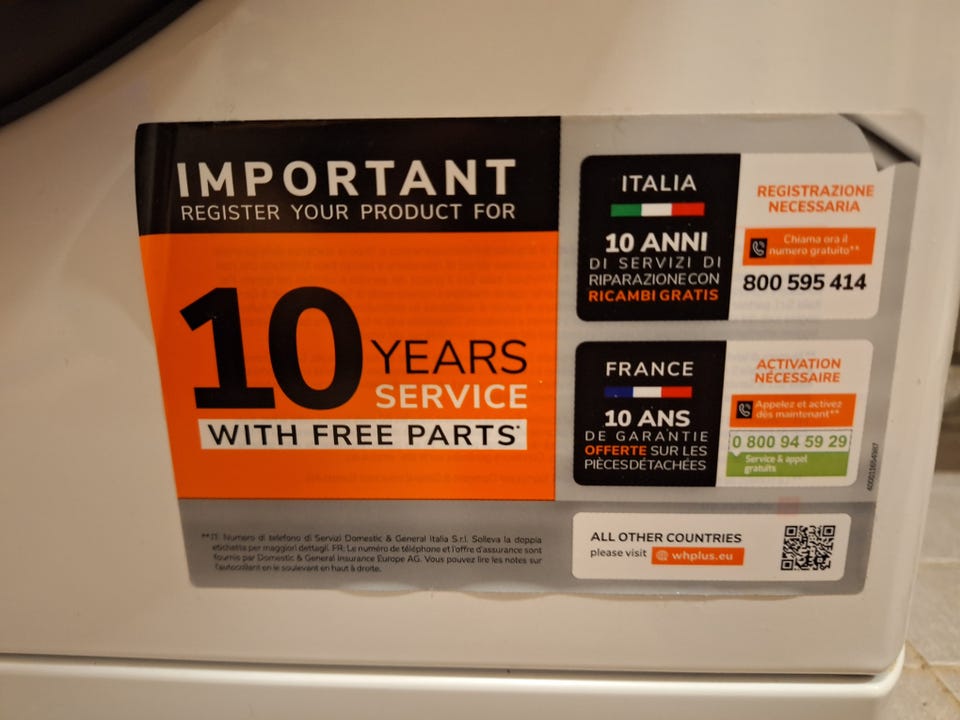 IMPORTANT
REGISTER YOUR PRODUCT FOR
10 YEARS
SERVICE
WITH FREE PARTS*
ITALIA
10 ANNI
DI SERVIZI DI
RIPARAZIONE CON
RICAMBI GRATIS
REGISTRAZIONE
NECESSARIA
Chiama ora il
numero gratuito**
800 595 414
FRANCE
10 ANS
DE GARANTIE
OFFERTE SUR LES
PIÈCES DÉTACHÉES
ACTIVATION
NÉCESSAIRE
Appelez et activez
dès maintenant**
0 800 94 59 29
Service & appel
gratuits
**IT: Numero di telefono di Servizi Domestic & General Italia S.r.l. Solleva la doppia
etichetta per maggiori dettagli. FR: Le numéro de téléphone et l'offre d'assurance sont
fournis par Domestic & General Insurance Europe AG. Vous pouvez lire les notes sur
l'autocollant en le soulevant en haut à droite.
ALL OTHER COUNTRIES
please visit whplus.eu